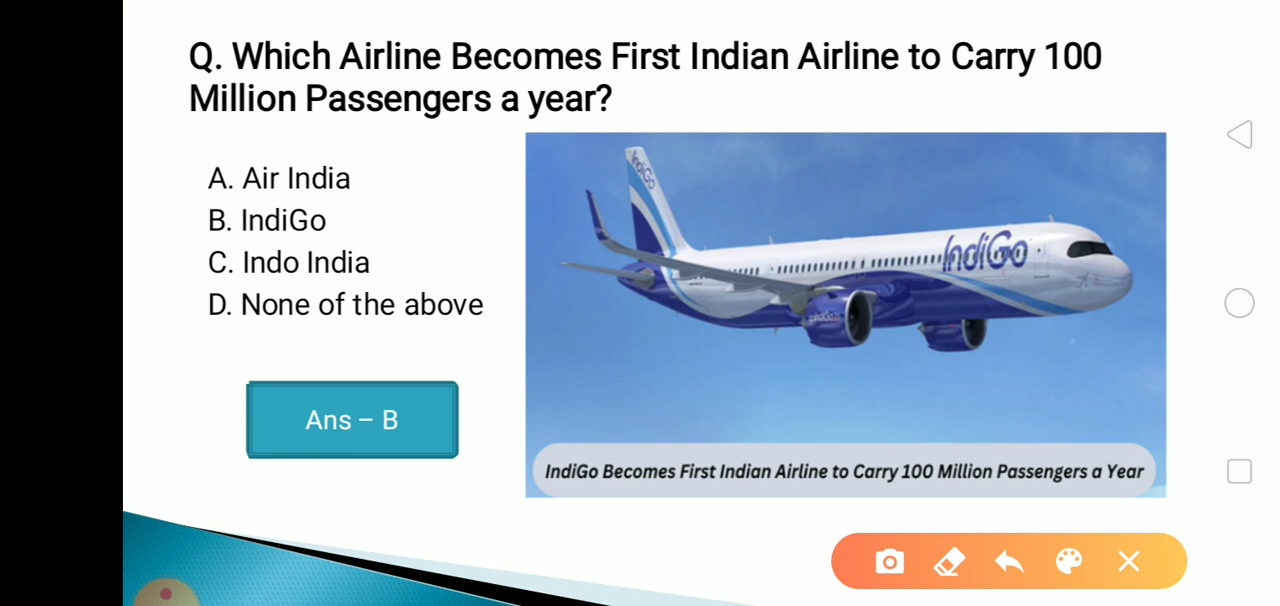 Q. Which Airline Becomes First Indian Airline to Carry 100
Million Passengers a year?
A. Air India
B. IndiGo
C. Indo India
D. None of the above
Ans – B
IndiGo
IndiGo
IndiGo Becomes First Indian Airline to Carry 100 Million Passengers a Year